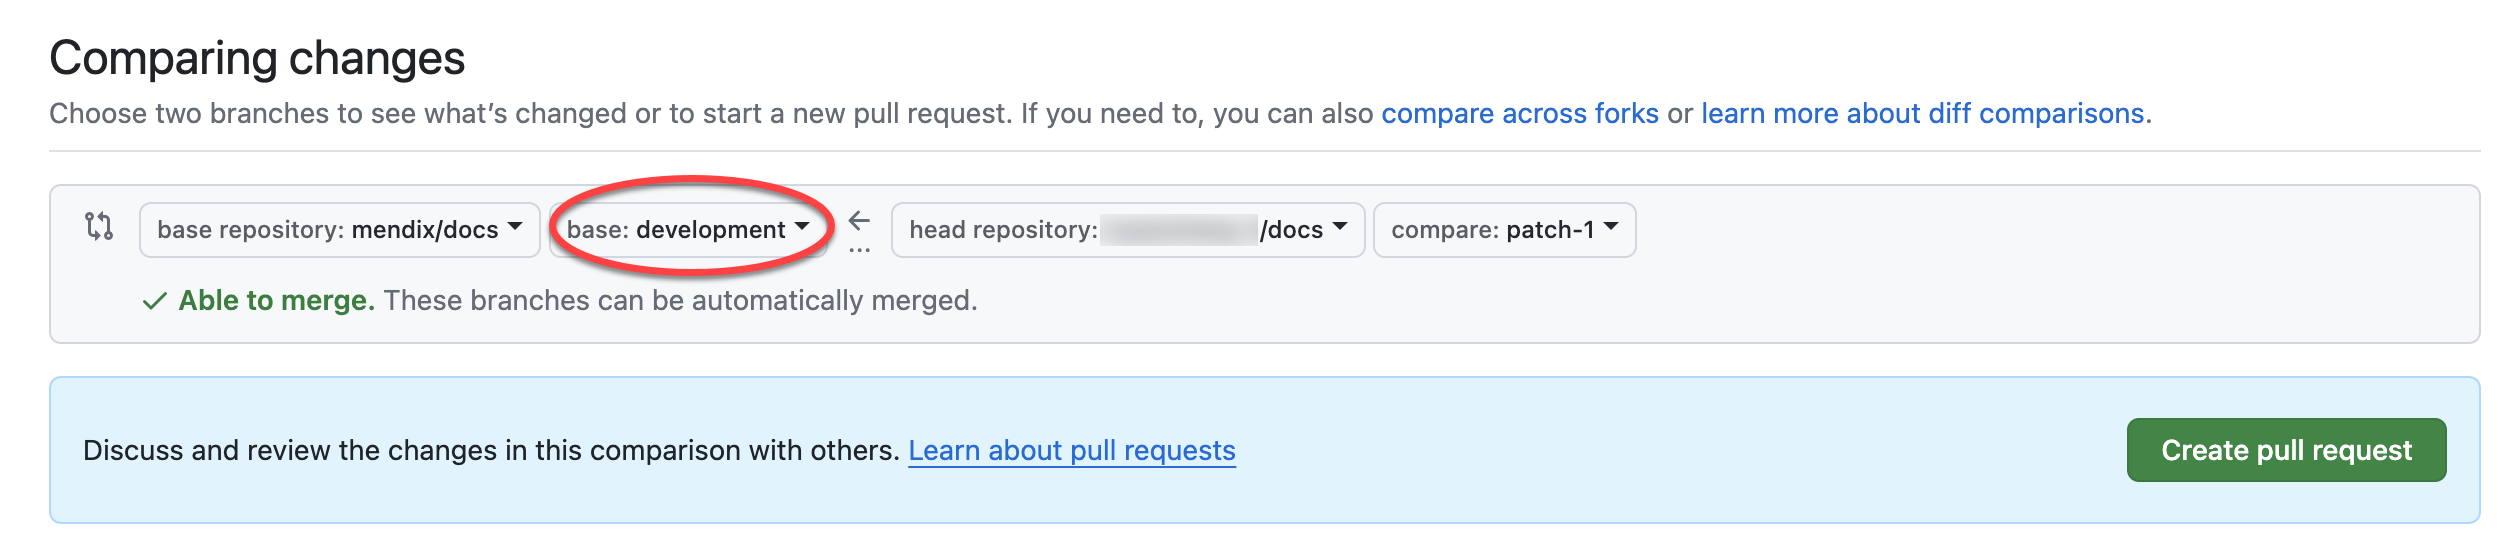 Comparing changes
Choose two branches to see what's changed or to start a new pull request. If you need to, you can also compare across forks or learn more about diff comparisons.
base repository: mendix/docs base: development ... head repository: /docs compare: patch-1
Able to merge. These branches can be automatically merged.
Discuss and review the changes in this comparison with others. Learn about pull requests Create pull request